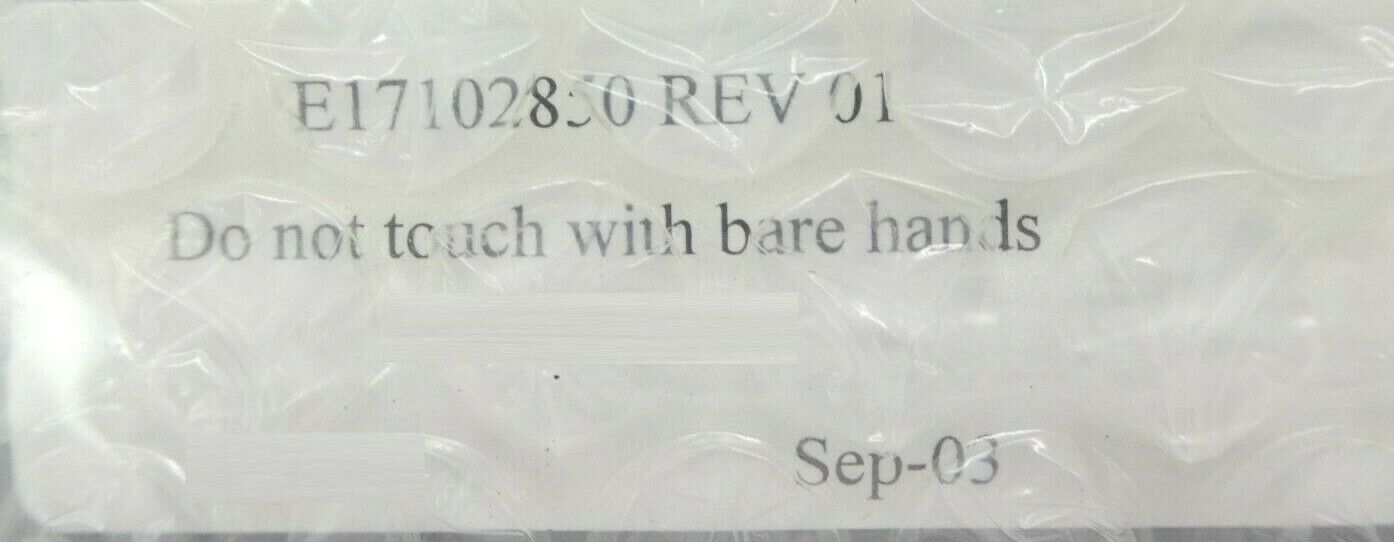 E17102850 REV 01
Do not touch with bare hands
Sep-03